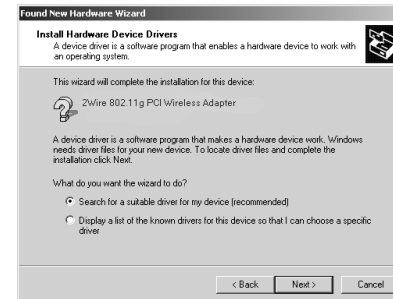 Found New Hardware Wizard
Install Hardware Device Drivers
A device driver is a software program that enables a hardware device to work with
an operating system.
This wizard will complete the installation for this device:
2Wire 802.11g PCI Wireless Adapter
A device driver is a software program that makes a hardware device work. Windows
needs driver files for your new device. To locate driver files and complete the
installation click Next.
What do you want the wizard to do?
Search for a suitable driver for my device (recommended)
Display a list of the known drivers for this device so that I can choose a specific
driver
< Back Next > Cancel